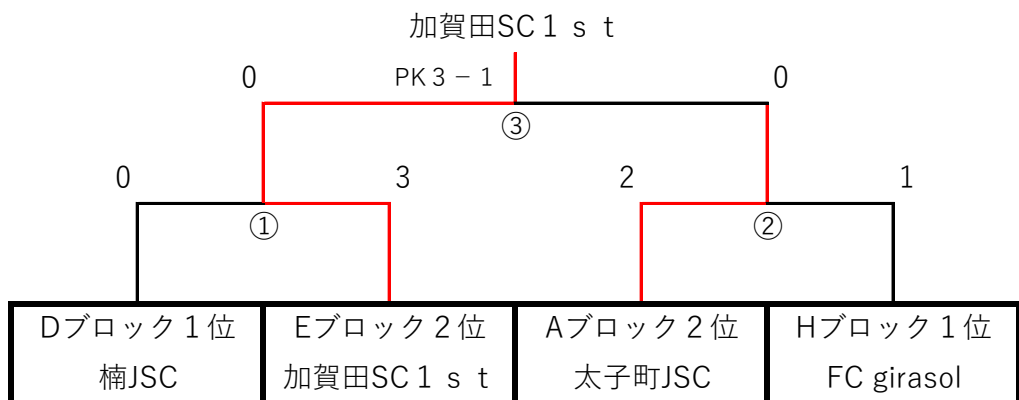 加賀田SC１ｓｔ
0 PK３－１ 0
③
0 3 2 1
① ②
Dブロック１位 Eブロック２位 Aブロック２位 Hブロック１位
楠JSC 加賀田SC１ｓｔ 太子町JSC FC girasol